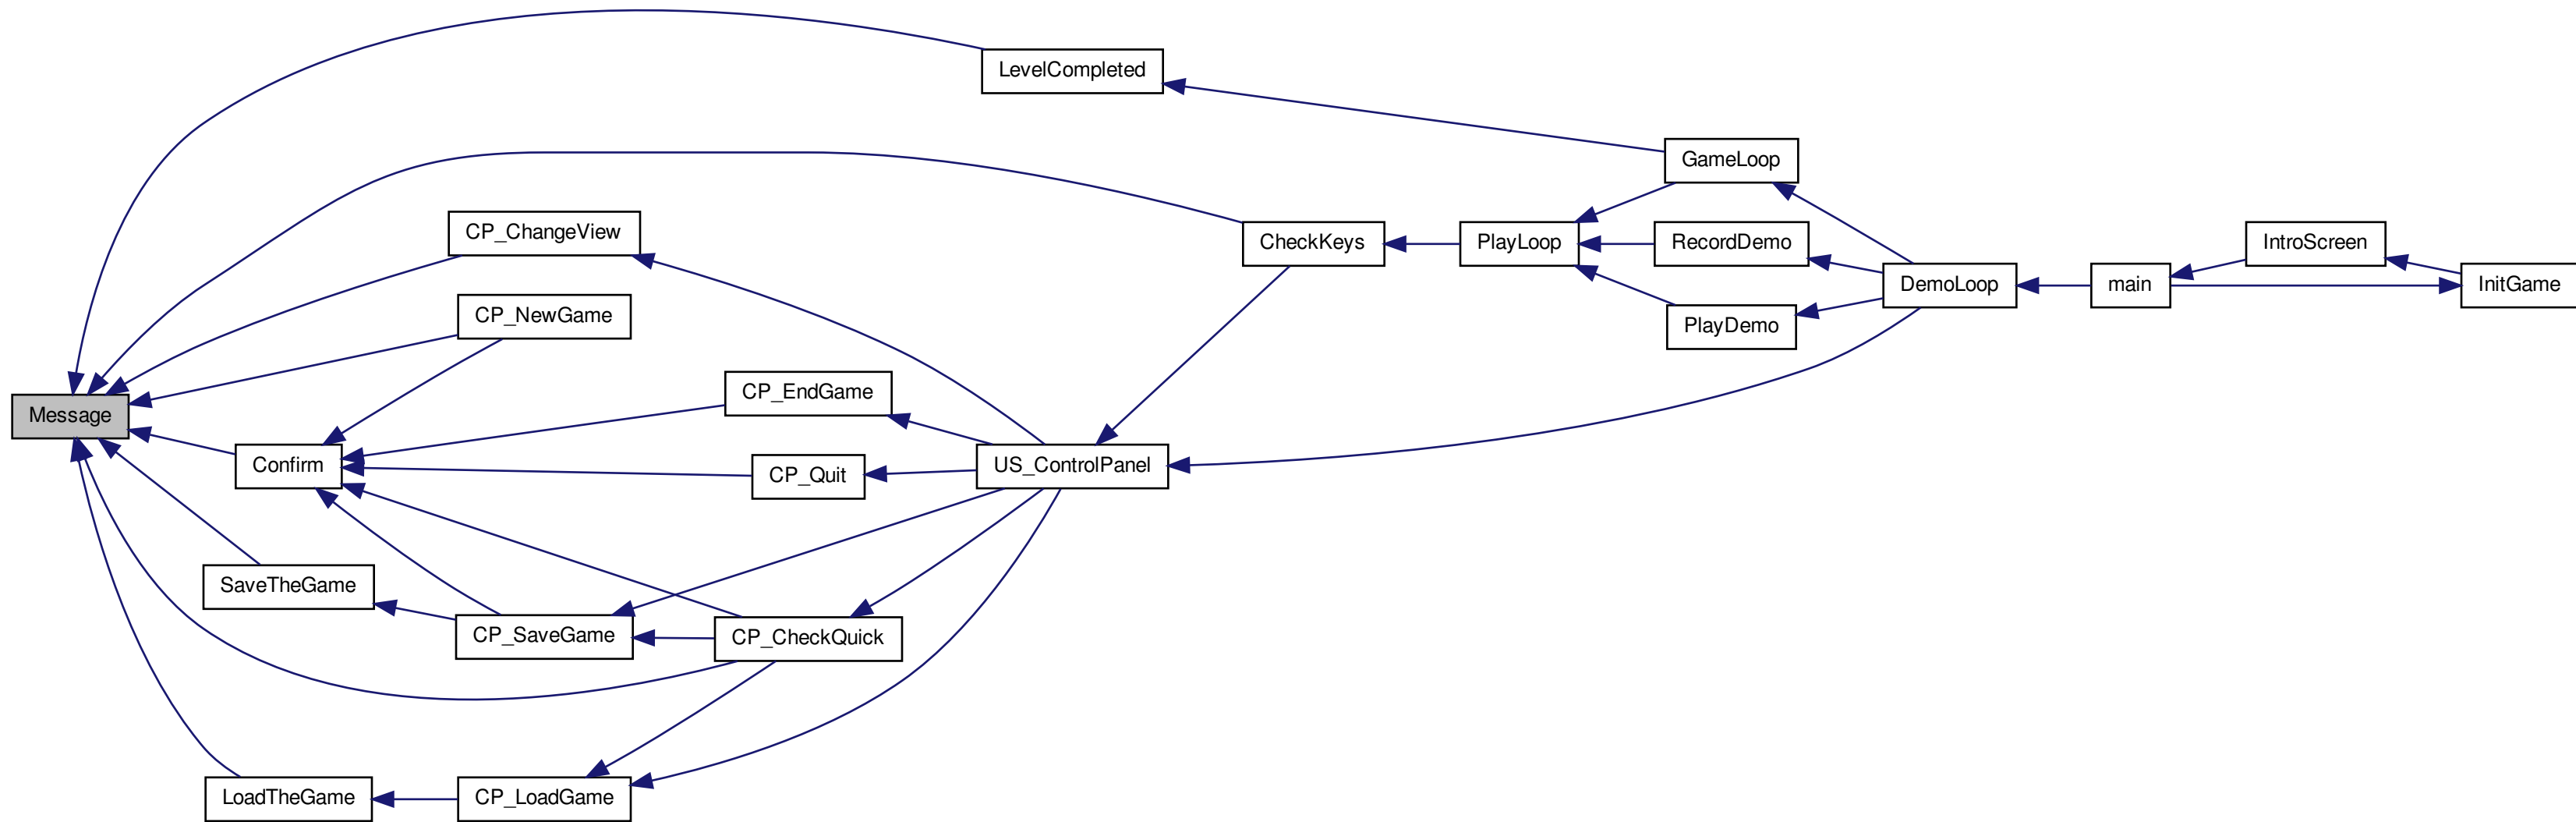 LevelCompleted
GameLoop
CP_ChangeView
CheckKeys
PlayLoop
RecordDemo
IntroScreen
DemoLoop
main
InitGame
CP_NewGame
PlayDemo
CP_EndGame
Message
Confirm
US_ControlPanel
CP_Quit
SaveTheGame
CP_SaveGame
CP_CheckQuick
LoadTheGame
CP_LoadGame